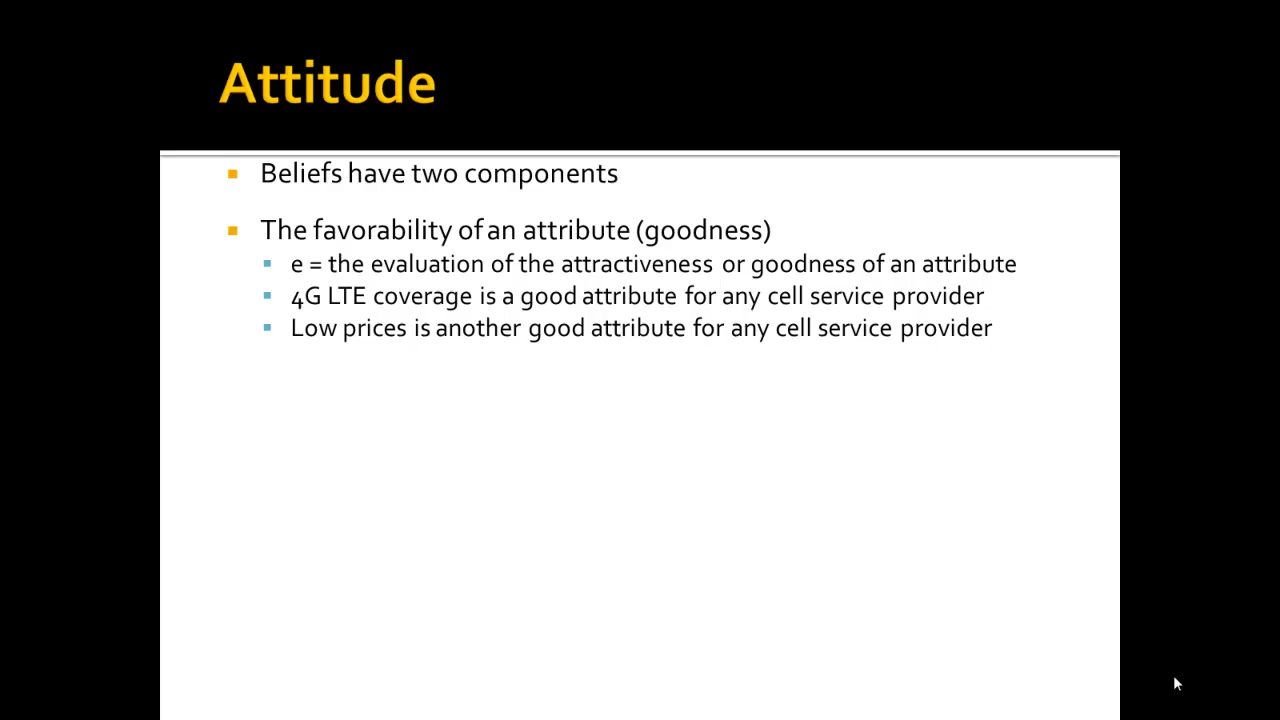 Attitude
Beliefs have two components
The favorability of an attribute (goodness)
e = the evaluation of the attractiveness or goodness of an attribute
4G LTE coverage is a good attribute for any cell service provider
Low prices is another good attribute for any cell service provider